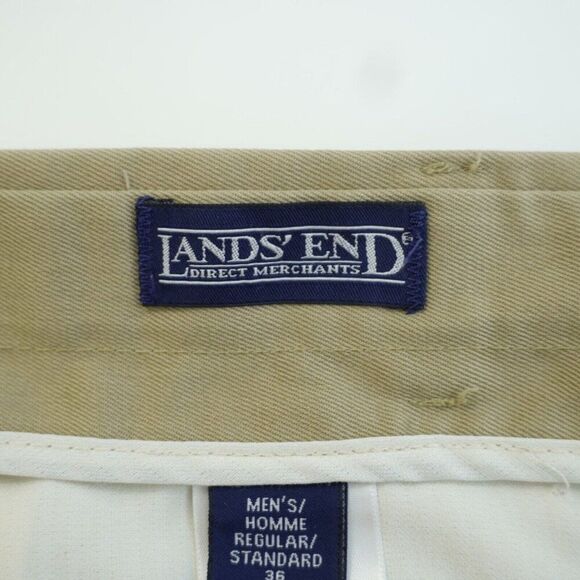 LANDS' END®
DIRECT MERCHANTS
MEN'S/
HOMME
REGULAR/
STANDARD
36